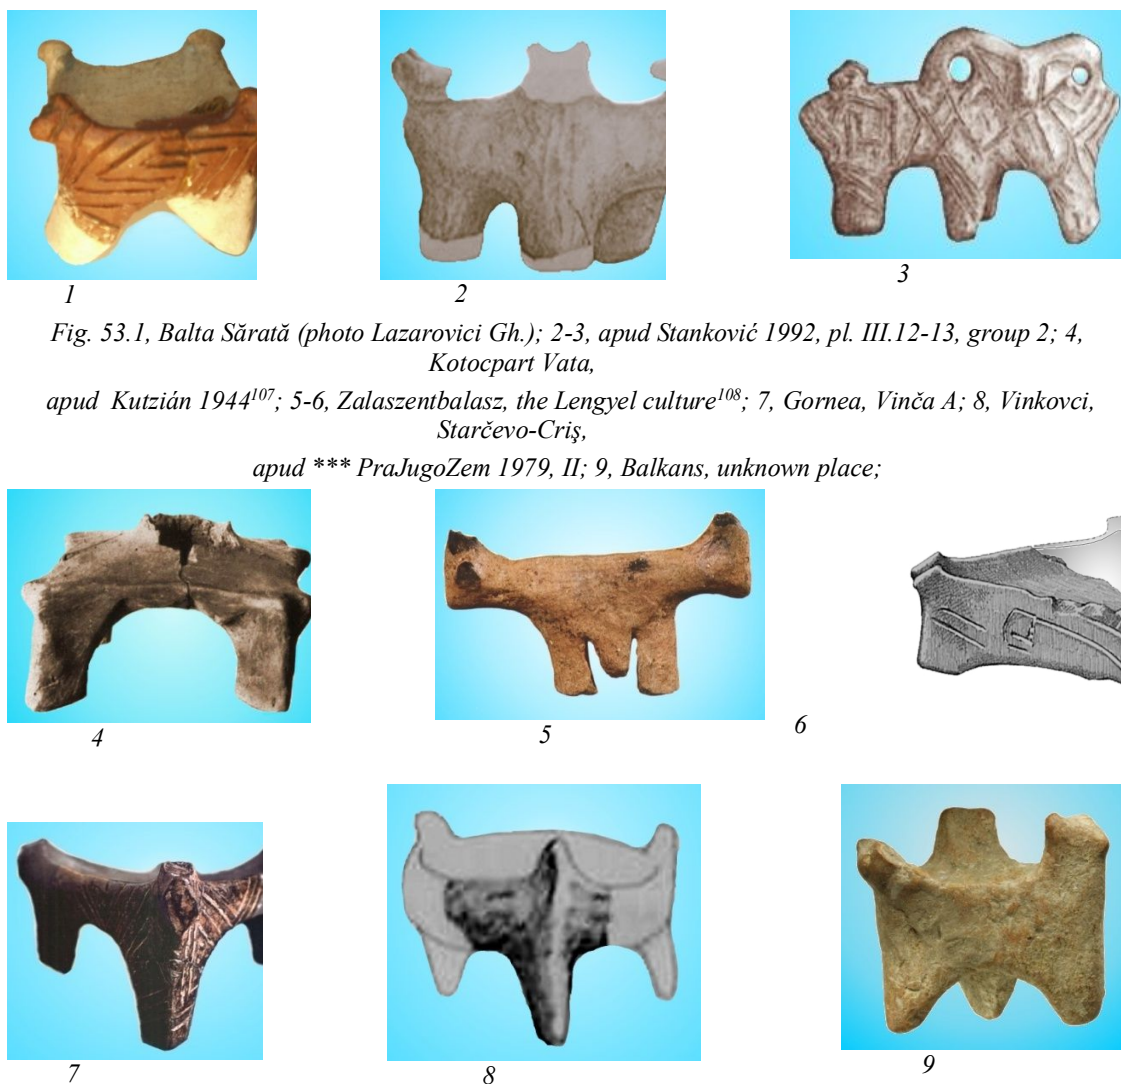 1
2
3
Fig. 53.1, Balta Sărată (photo Lazarovici Gh.); 2-3, apud Stanković 1992, pl. III.12-13, group 2; 4,
Kotocpart Vata,
apud Kutzián 1944¹⁰⁷; 5-6, Zalaszentbalasz, the Lengyel culture¹⁰⁸; 7, Gornea, Vinča A; 8, Vinkovci,
Starčevo-Criş,
apud *** PraJugoZem 1979, II; 9, Balkans, unknown place;
4
5
6
7
8
9